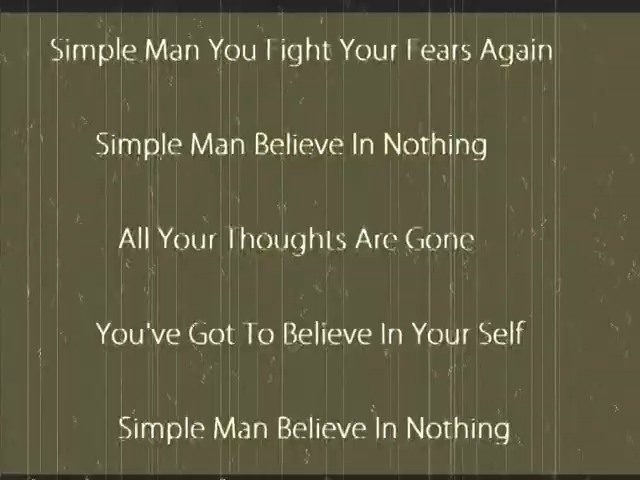 Simple Man You Fight Your Fears Again
Simple Man Believe In Nothing
All Your Thoughts Are Gone
You've Got To Believe In Your Self
Simple Man Believe In Nothing